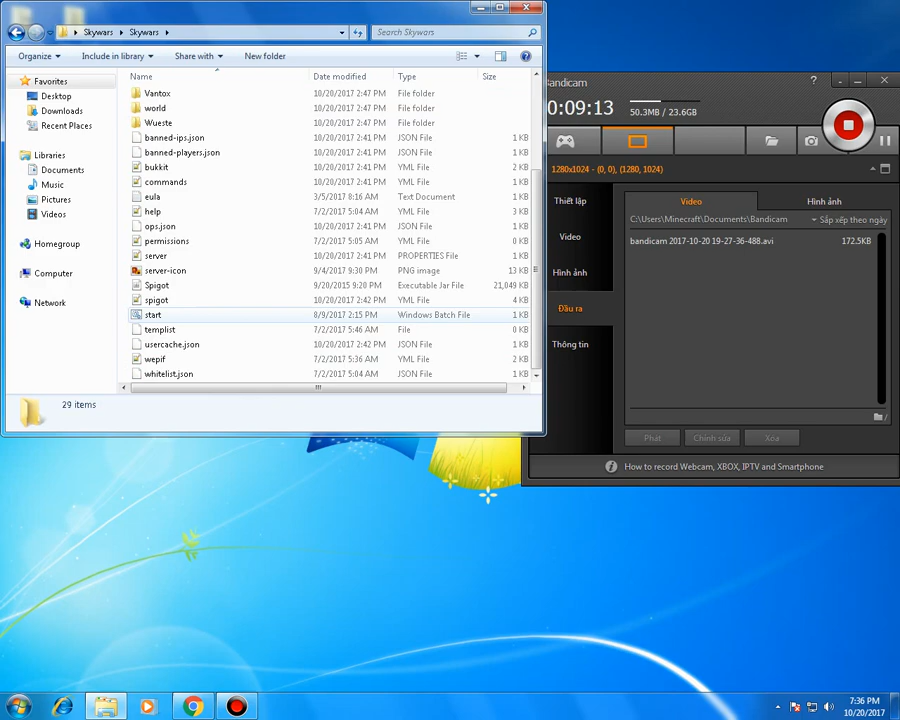 Skywars Skywars
Search Skywars
Organize Include in library Share with New folder
Favorites
Desktop
Downloads
Recent Places
Libraries
Documents
Music
Pictures
Videos
Homegroup
Computer
Network
Name Date modified Type Size
Vantox 10/20/2017 2:47 PM File folder
world 10/20/2017 2:47 PM File folder
Wueste 10/20/2017 2:47 PM File folder
banned-ips.json 10/20/2017 2:41 PM JSON File 1 KB
banned-players.json 10/20/2017 2:41 PM JSON File 1 KB
bukkit 10/20/2017 2:41 PM YML File 2 KB
commands 10/20/2017 2:41 PM YML File 1 KB
eula 3/5/2017 8:16 AM Text Document 1 KB
help 7/2/2017 5:04 AM YML File 3 KB
ops.json 10/20/2017 2:41 PM JSON File 1 KB
permissions 7/2/2017 5:05 AM YML File 0 KB
server 10/20/2017 2:41 PM PROPERTIES File 1 KB
server-icon 9/4/2017 9:30 PM PNG image 13 KB
Spigot 9/20/2015 9:20 PM Executable Jar File 21,049 KB
spigot 10/20/2017 2:42 PM YML File 4 KB
start 8/9/2017 2:15 PM Windows Batch File 1 KB
templist 7/2/2017 5:46 AM File 0 KB
usercache.json 10/20/2017 2:42 PM JSON File 1 KB
wepif 7/2/2017 5:36 AM YML File 2 KB
whitelist.json 7/2/2017 5:04 AM JSON File 1 KB
29 items
andicam
0:09:13 50.3MB / 23.6GB
1280x1024 - (0, 0), (1280, 1024)
Thiết lập
Video
Hình ảnh
Đầu ra
Thông tin
Video Hình ảnh
C:\Users\Minecraft\Documents\Bandicam Sắp xếp theo ngày
bandicam 2017-10-20 19-27-36-488.avi 172.5KB
Phát Chỉnh sửa Xóa
How to record Webcam, XBOX, IPTV and Smartphone
7:36 PM
10/20/2017